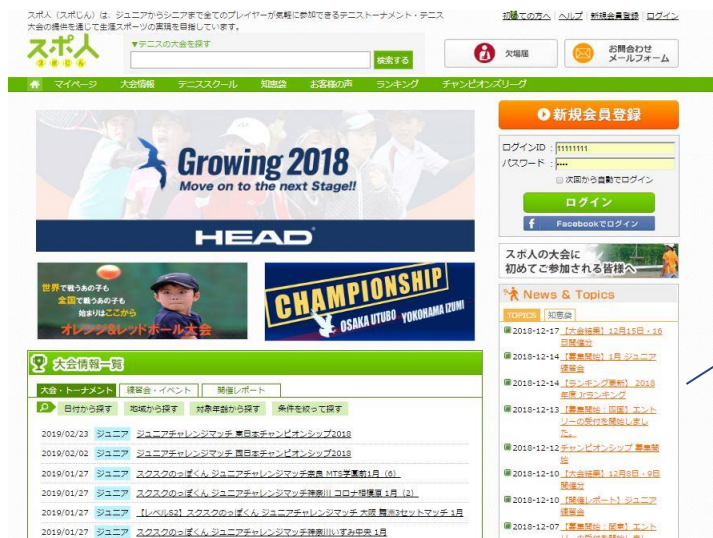 スポ人（スポじん）は、ジュニアからシニアまで全てのプレイヤーが気軽に参加できるテニストーナメント・テニス
大会の提供を通じて生涯スポーツの実現を目指しています。
初めての方へ ヘルプ 新規会員登録 ログイン
スポ人
スポじん
▼テニスの大会を探す
検索する
欠場届
お問合わせ
メールフォーム
マイページ 大会情報 テニススクール 知恵袋 お客様の声 ランキング チャンピオンズリーグ
Growing 2018
Move on to the next Stage!!
HEAD
新規会員登録
ログインID : 11111111
パスワード : ••••
次回から自動でログイン
ログイン
f Facebookでログイン
スポ人の大会に
初めてご参加される皆様へ
世界で戦うあの子も
全国で戦うあの子も
始まりはここから
オレンジ&レッドボール大会
CHAMPIONSHIP
OSAKA UTUBO YOKOHAMA IZUMI
News & Topics
TOPICS 知恵袋
2018-12-17 【大会結果】12月15日・16
日開催分
2018-12-14 【募集開始】1月 ジュニア
練習会
2018-12-14 【ランキング更新】 2018
年度 Jrランキング
2018-12-13 【募集開始：四国】エント
リーの受付を開始しまし
た。
2018-12-12 チャンピオンシップ 募集開
始
2018-12-10 【大会結果】12月8日・9日
開催分
2018-12-10 【開催レポート】ジュニア
練習会
2018-12-07 【募集開始：関東】エント
リーの受付を開始しまし
大会情報一覧
大会・トーナメント 練習会・イベント 開催レポート
日付から探す 地域から探す 対象年齢から探す 条件を絞って探す
2019/02/23 ジュニア ジュニアチャレンジマッチ 東日本チャンピオンシップ2018
2019/02/02 ジュニア ジュニアチャレンジマッチ 西日本チャンピオンシップ2018
2019/01/27 ジュニア スクスクのっぽくん ジュニアチャレンジマッチ奈良 MTS学園前1月（6）
2019/01/27 ジュニア スクスクのっぽくん ジュニアチャレンジマッチ神奈川 コロナ相模原 1月（2）
2019/01/27 ジュニア 【レベルS2】スクスクのっぽくん ジュニアチャレンジマッチ 大阪 舞洲3セットマッチ 1月
2019/01/27 ジュニア スクスクのっぽくん ジュニアチャレンジマッチ神奈川いずみ中央 1月